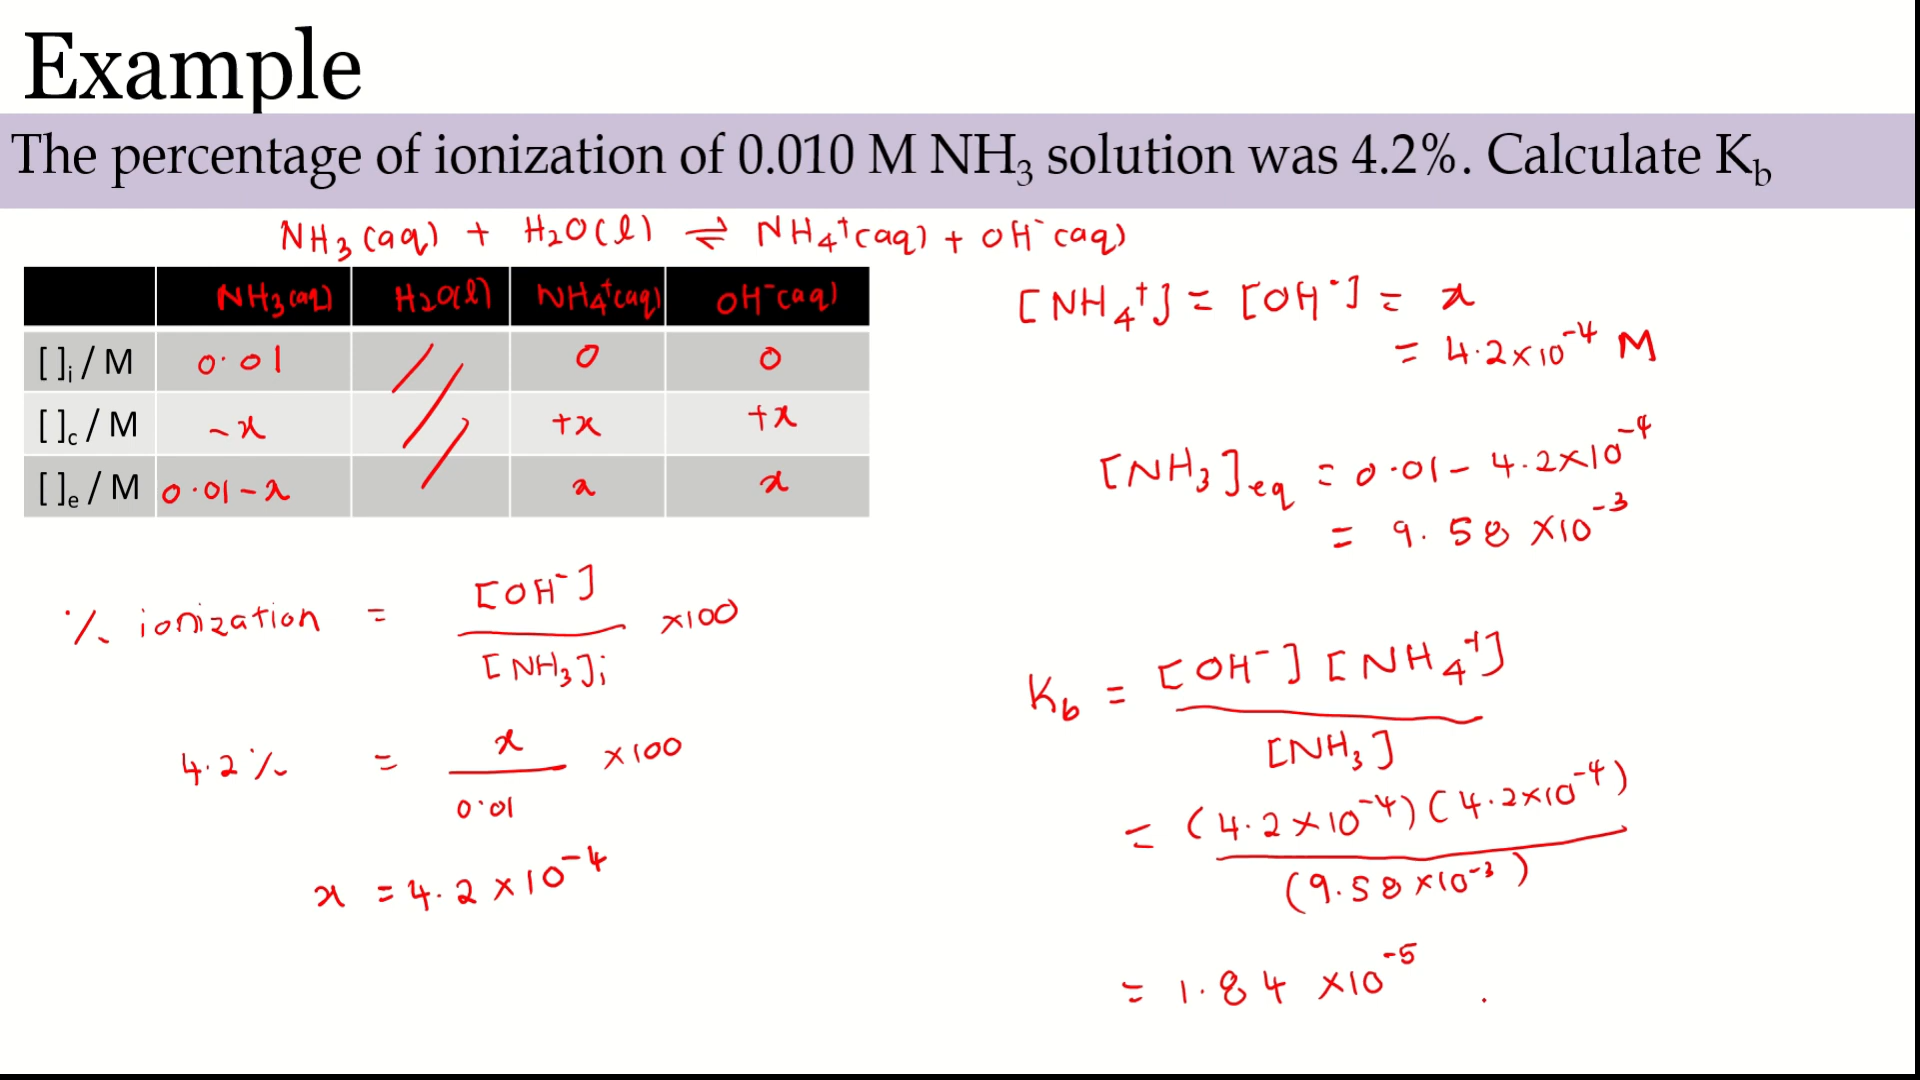 Example
The percentage of ionization of 0.010 M NH₃ solution was 4.2%. Calculate K_b
NH₃(aq) + H₂O(l) ⇌ NH₄⁺(aq) + OH⁻(aq)
NH₃(aq) H₂O(l) NH₄⁺(aq) OH⁻(aq)
[ ]ᵢ / M 0.01 0 0
[ ]_c / M -x +x +x
[ ]ₑ / M 0.01-x x x
% ionization = [OH⁻] / [NH₃]ᵢ ×100
4.2% = x / 0.01 ×100
x = 4.2×10⁻⁴
[NH₄⁺] = [OH⁻] = x
= 4.2×10⁻⁴ M
[NH₃]_eq = 0.01 - 4.2×10⁻⁴
= 9.58 ×10⁻³
K_b = [OH⁻][NH₄⁺] / [NH₃]
= (4.2×10⁻⁴)(4.2×10⁻⁴) / (9.58×10⁻³)
= 1.84 ×10⁻⁵